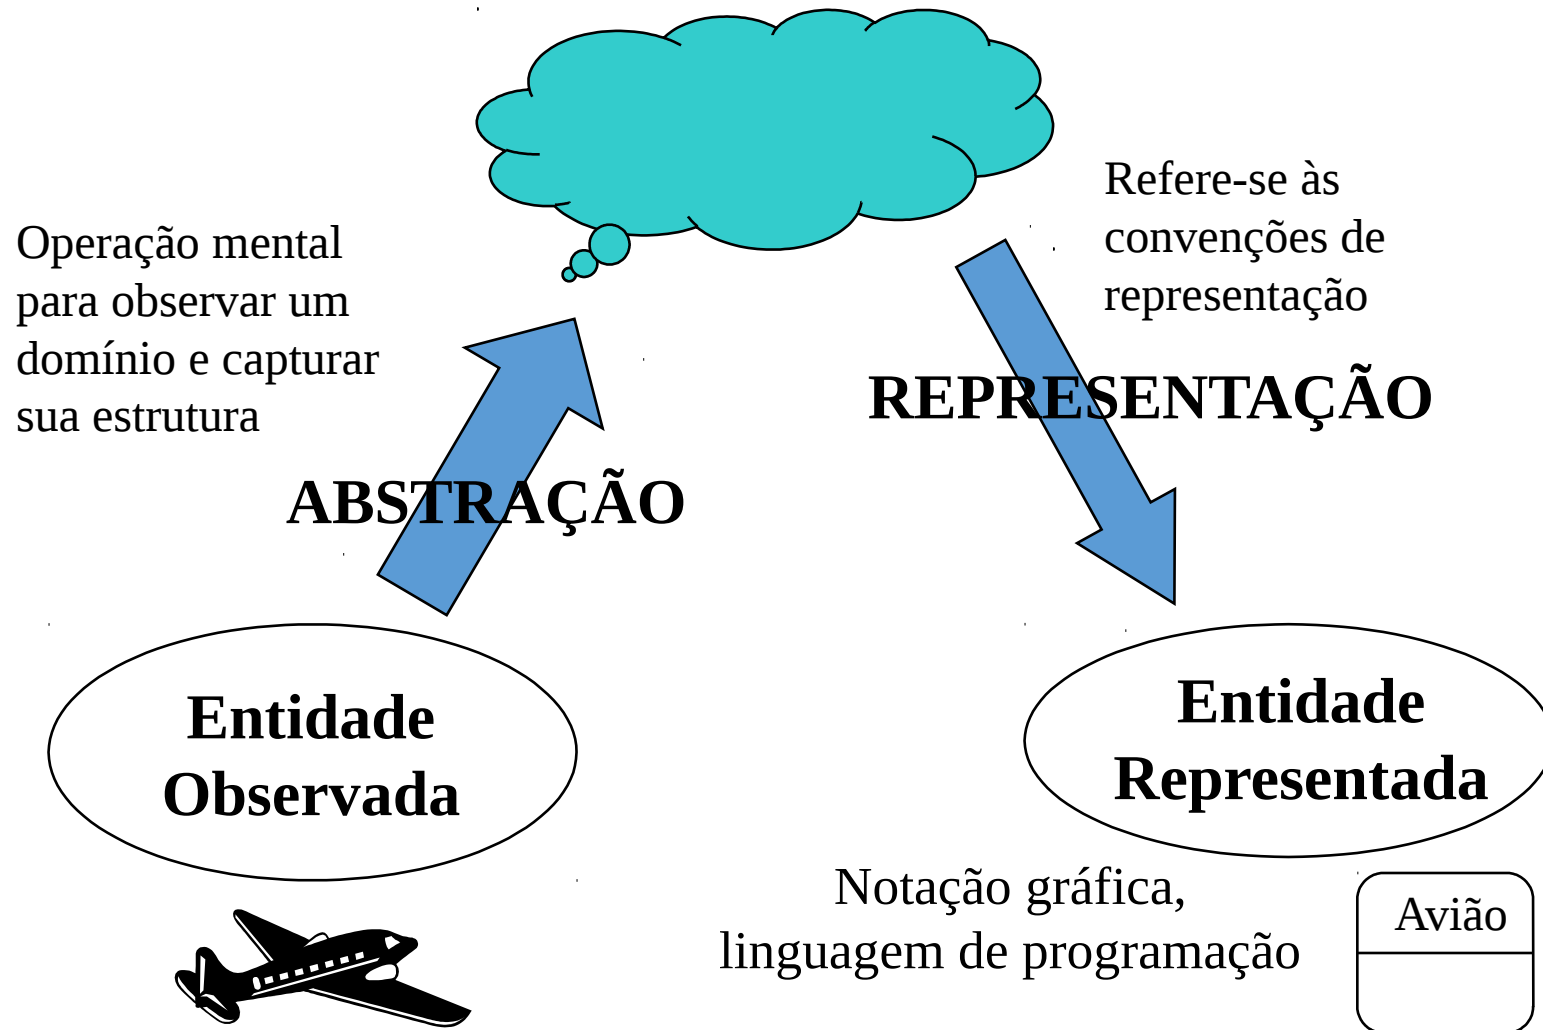 Operação mental
para observar um
domínio e capturar
sua estrutura
ABSTRAÇÃO
Refere-se às
convenções de
representação
REPRESENTAÇÃO
Entidade
Observada
Entidade
Representada
Notação gráfica,
linguagem de programação
Avião